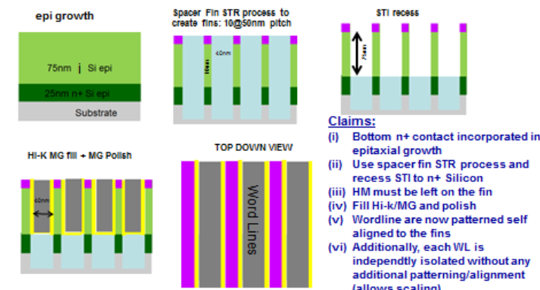 epi growth
75nm i Si epi
25nm n+ Si epi
Substrate
Spacer Fin STR process to
create fins: 10@50nm pitch
40nm
STI recess
75nm
HI-K MG fill + MG Polish
40nm
TOP DOWN VIEW
Word Lines
Claims:
(i) Bottom n+ contact incorporated in
epitaxial growth
(ii) Use spacer fin STR process and
recess STI to n+ Silicon
(iii) HM must be left on the fin
(iv) Fill Hi-k/MG and polish
(v) Wordline are now patterned self
aligned to the fins
(vi) Additionally, each WL is
independtly isolated without any
additional patterning/alignment
(allows scaling)